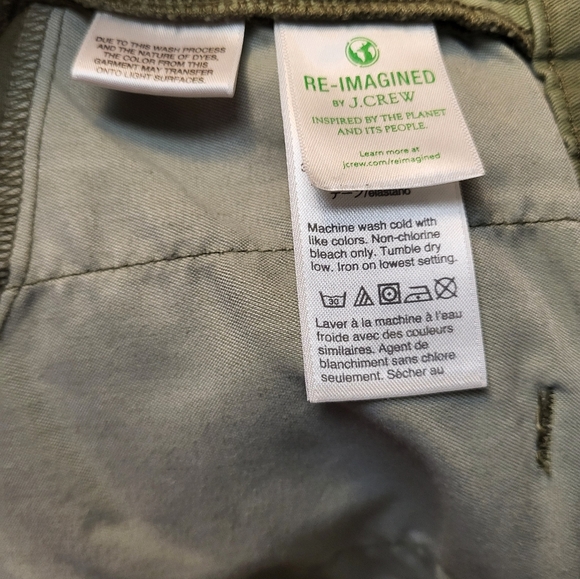 DUE TO THIS WASH PROCESS
AND THE NATURE OF DYES,
THE COLOR FROM THIS
GARMENT MAY TRANSFER
ONTO LIGHT SURFACES.
RE-IMAGINED
BY J.CREW
INSPIRED BY THE PLANET
AND ITS PEOPLE.
Learn more at
jcrew.com/reimagined
/elastano
Machine wash cold with
like colors. Non-chlorine
bleach only. Tumble dry
low. Iron on lowest setting.
30
Laver à la machine à l'eau
froide avec des couleurs
similaires. Agent de
blanchiment sans chlore
seulement. Sécher au